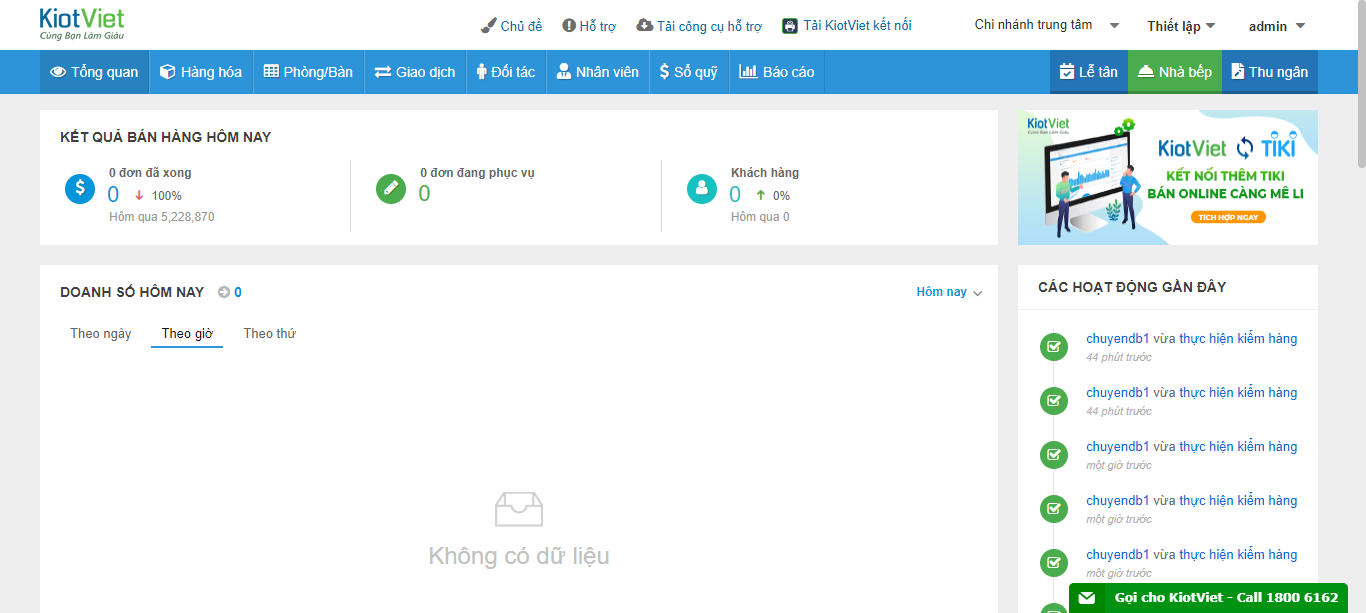 KiotViet
Cùng Bạn Làm Giàu
Chủ đề
Hỗ trợ
Tải công cụ hỗ trợ
Tải KiotViet kết nối
Chi nhánh trung tâm
Thiết lập
admin
Tổng quan
Hàng hóa
Phòng/Bàn
Giao dịch
Đối tác
Nhân viên
Sổ quỹ
Báo cáo
Lễ tân
Nhà bếp
Thu ngân
KẾT QUẢ BÁN HÀNG HÔM NAY
0 đơn đã xong
0 100%
Hôm qua 5,228,870
0 đơn đang phục vụ
0
Khách hàng
0 0%
Hôm qua 0
KiotViet
Cùng Bạn Làm Giàu
KiotViet TIKI
KẾT NỐI THÊM TIKI
BÁN ONLINE CÀNG MÊ LI
TÍCH HỢP NGAY
DOANH SỐ HÔM NAY 0
Hôm nay
Theo ngày
Theo giờ
Theo thứ
Không có dữ liệu
CÁC HOẠT ĐỘNG GẦN ĐÂY
chuyendb1 vừa thực hiện kiểm hàng
44 phút trước
chuyendb1 vừa thực hiện kiểm hàng
44 phút trước
chuyendb1 vừa thực hiện kiểm hàng
một giờ trước
chuyendb1 vừa thực hiện kiểm hàng
một giờ trước
chuyendb1 vừa thực hiện kiểm hàng
một giờ trước
Gọi cho KiotViet - Call 1800 6162